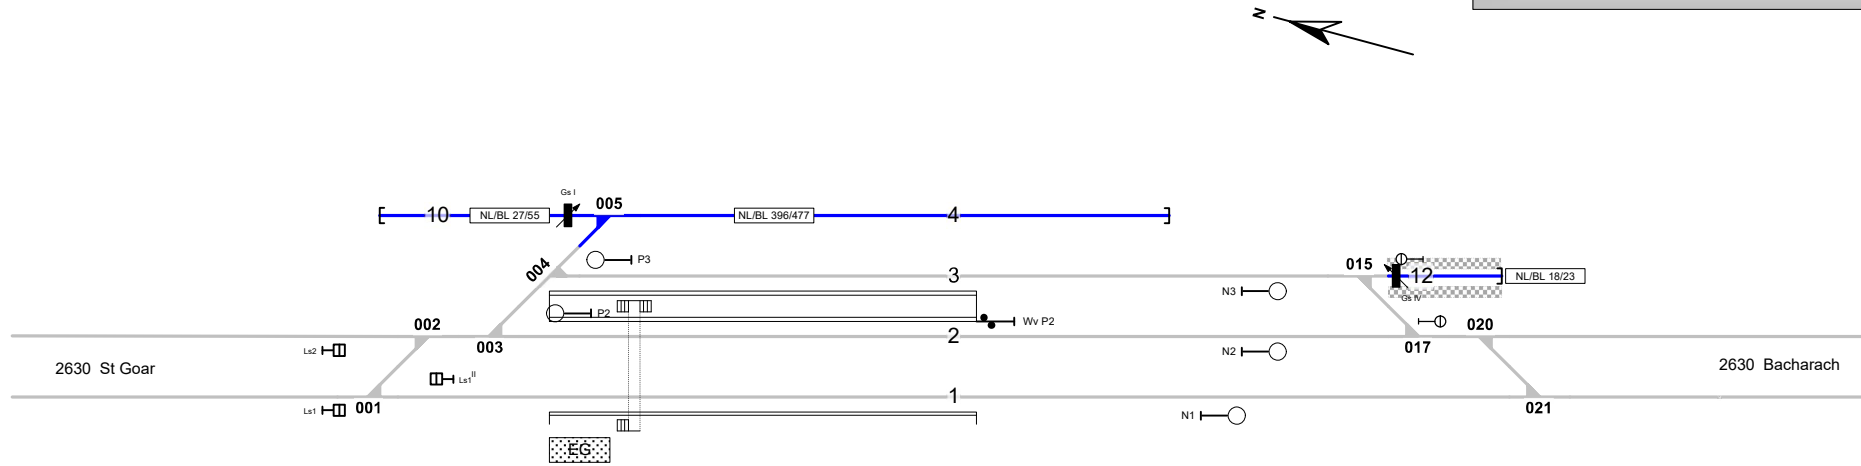 N
Gs I
005
10
NL/BL 27/55
NL/BL 396/477
4
004
P3
3
015
12
NL/BL 18/23
Gs IV
N3
P2
Wv P2
002
020
2
003
017
2630 St Goar
Ls2
N2
2630 Bacharach
Ls1II
1
Ls1
001
021
N1
EG